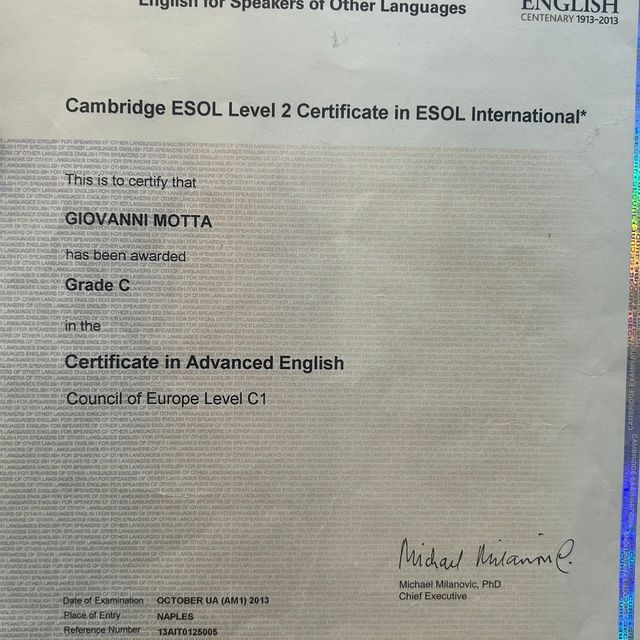 English for Speakers of Other Languages
ENGLISH
CENTENARY 1913–2013
Cambridge ESOL Level 2 Certificate in ESOL International*
This is to certify that
GIOVANNI MOTTA
has been awarded
Grade C
in the
Certificate in Advanced English
Council of Europe Level C1
Michael Milanovic
Michael Milanovic, PhD
Chief Executive
Date of Examination OCTOBER UA (AM1) 2013
Place of Entry NAPLES
Reference Number 13AIT0125005